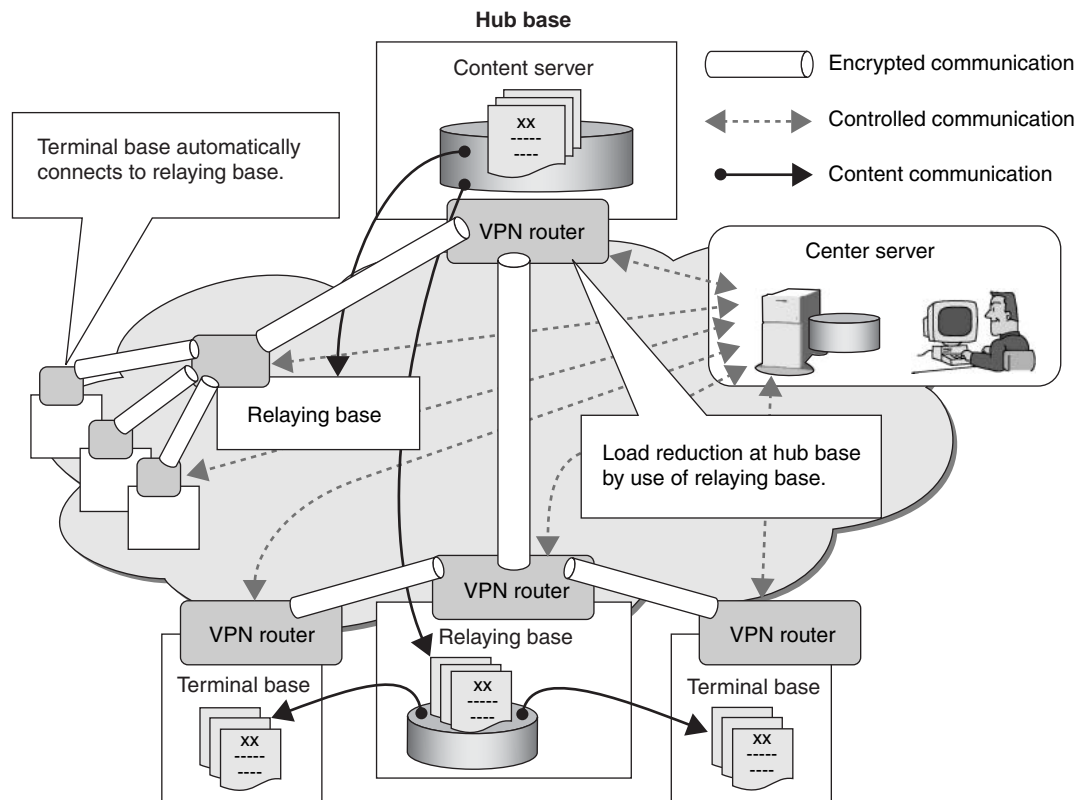 Hub base
Content server
XX
-----
----
VPN router
Encrypted communication
Controlled communication
Content communication
Terminal base automatically
connects to relaying base.
Center server
Relaying base
Load reduction at hub base
by use of relaying base.
VPN router
VPN router
VPN router
Relaying base
Terminal base
Terminal base
XX
-----
----
XX
-----
----
XX
-----
----